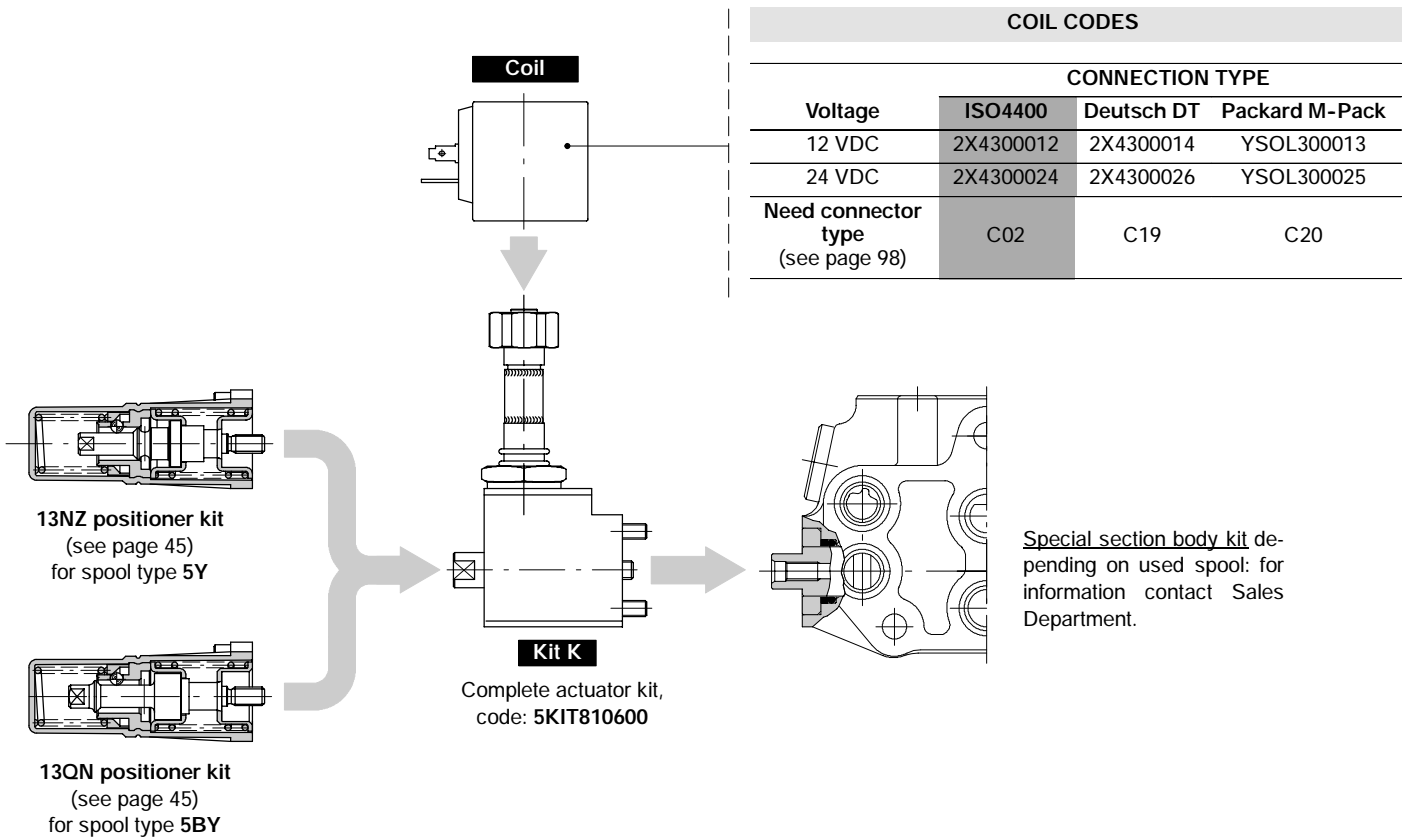 COIL CODES
CONNECTION TYPE
Voltage ISO4400 Deutsch DT Packard M-Pack
12 VDC 2X4300012 2X4300014 YSOL300013
24 VDC 2X4300024 2X4300026 YSOL300025
Need connector
type
(see page 98)
C02 C19 C20
Coil
13NZ positioner kit
(see page 45)
for spool type 5Y
13QN positioner kit
(see page 45)
for spool type 5BY
Kit K
Complete actuator kit,
code: 5KIT810600
Special section body kit de-
pending on used spool: for
information contact Sales
Department.